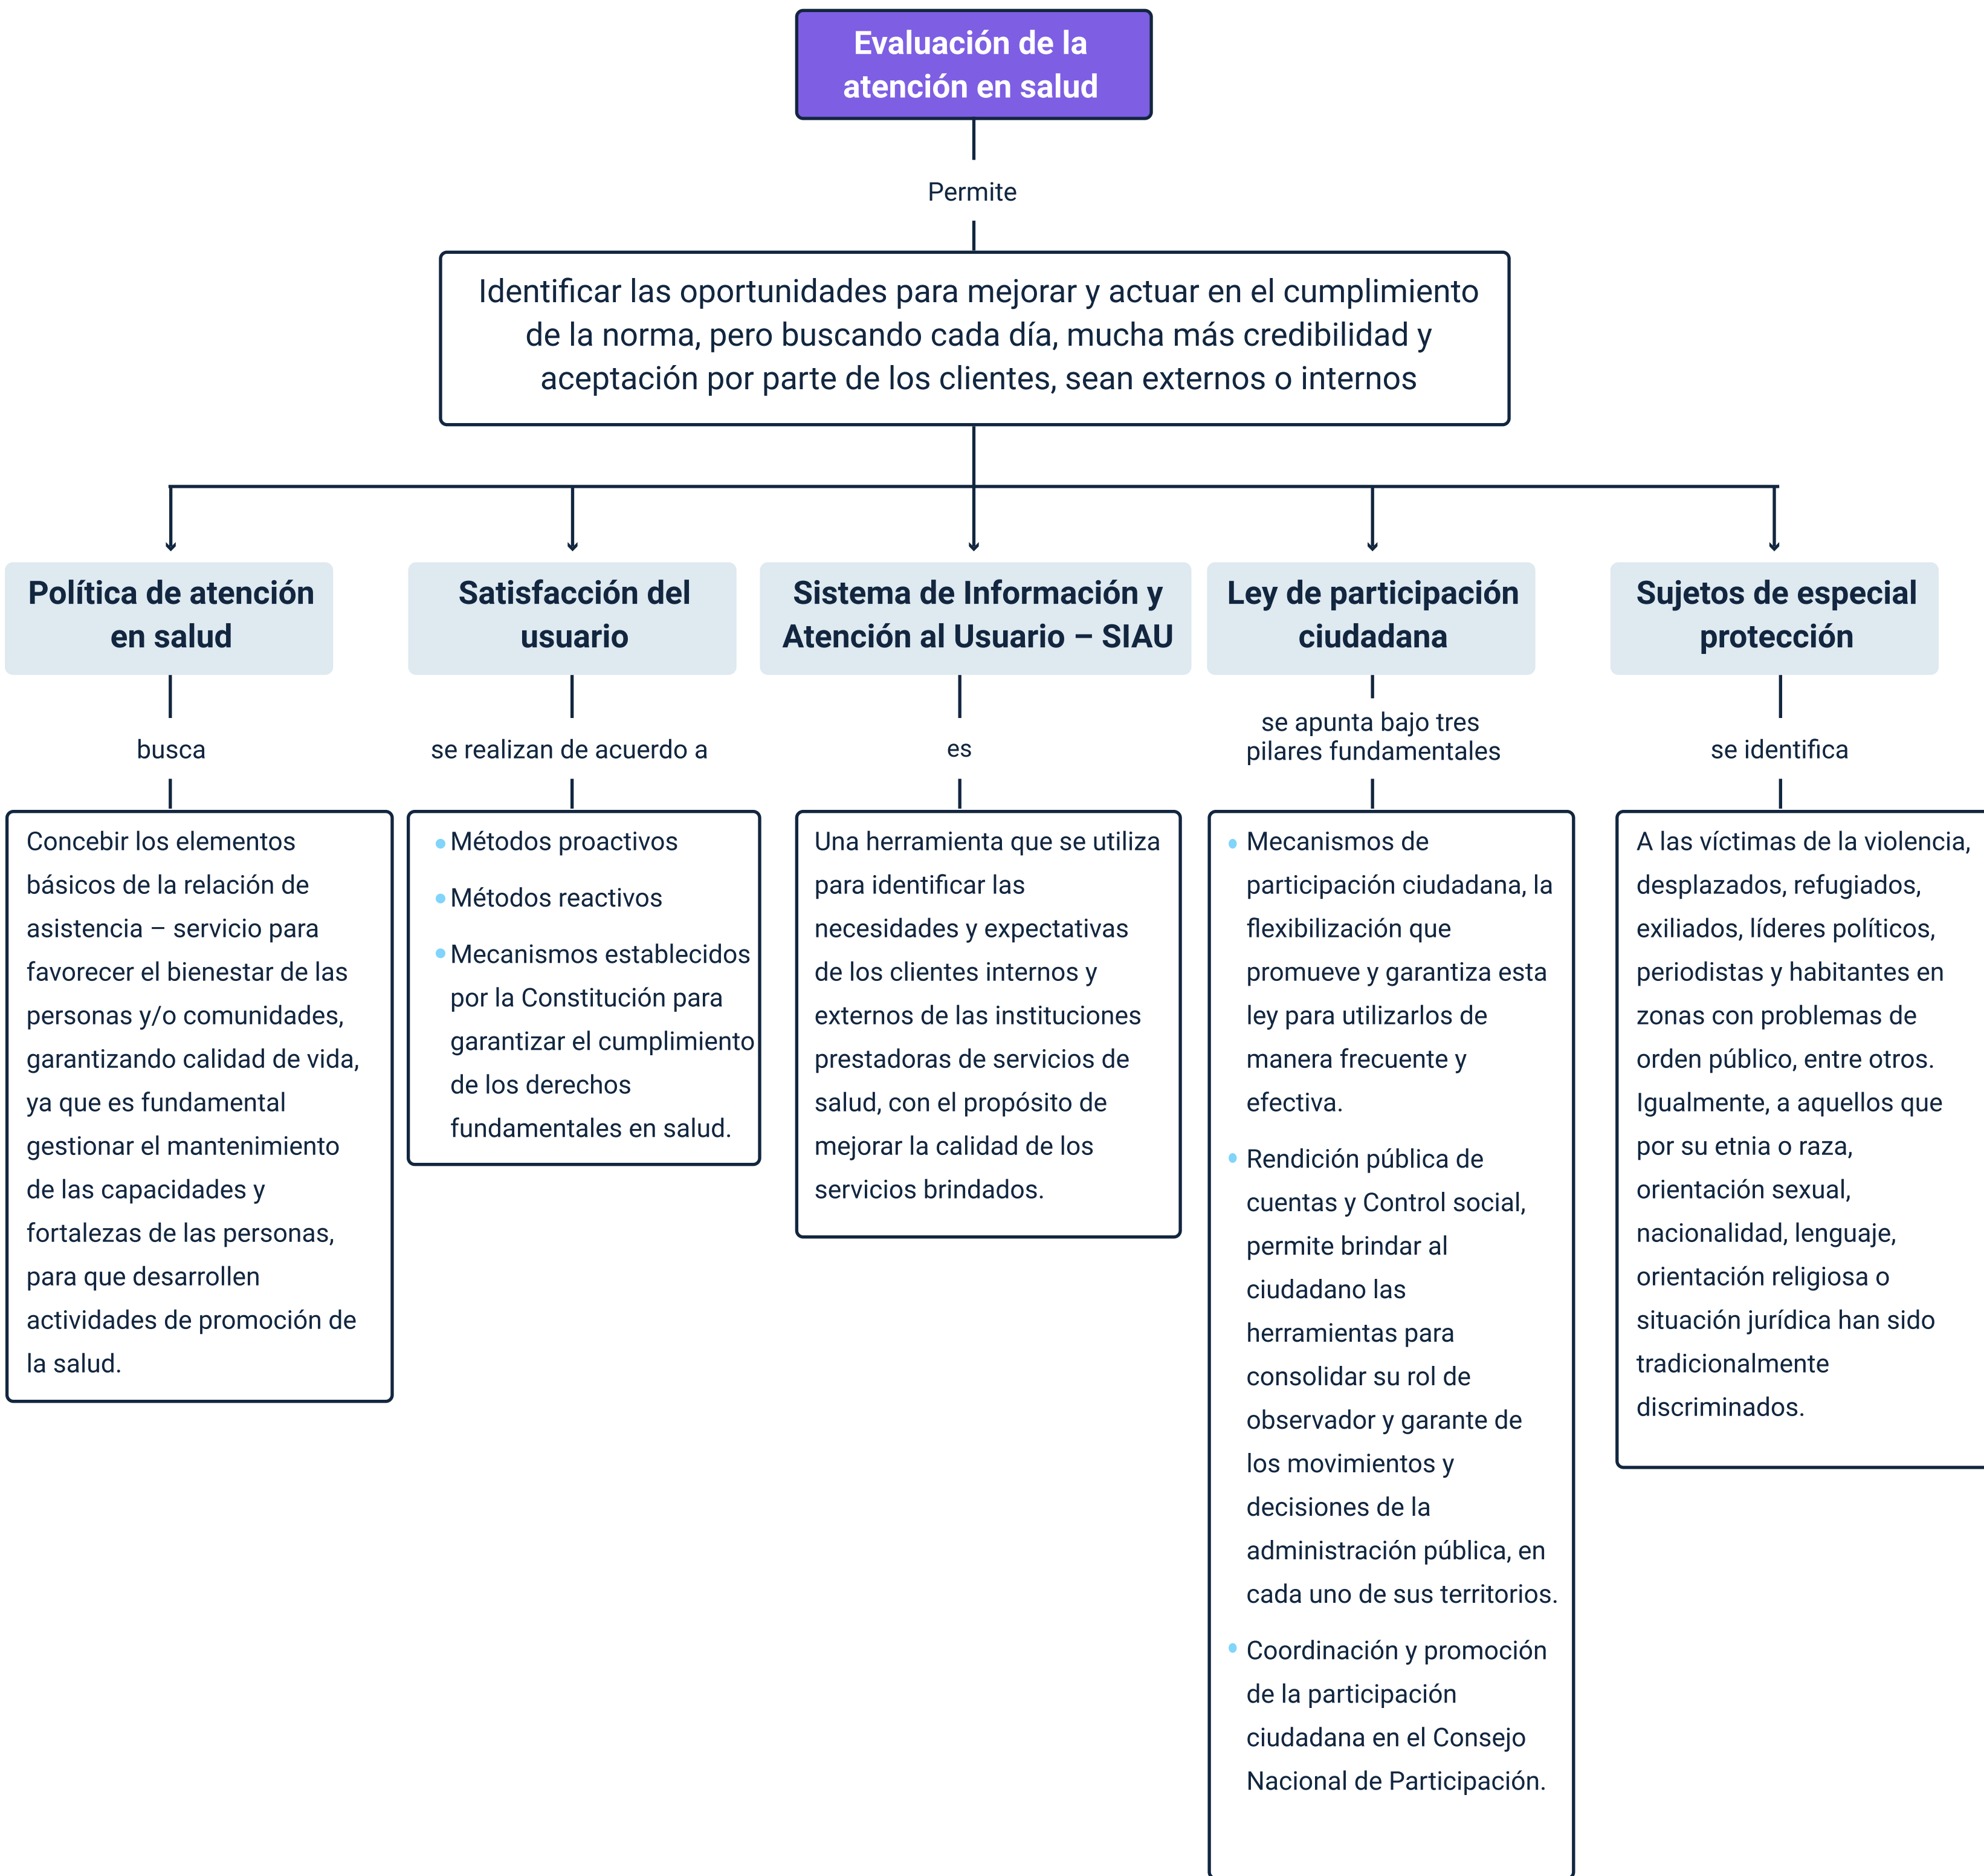 Evaluación de la
atención en salud
Permite
Identificar las oportunidades para mejorar y actuar en el cumplimiento
de la norma, pero buscando cada día, mucha más credibilidad y
aceptación por parte de los clientes, sean externos o internos
Política de atención
en salud
busca
Concebir los elementos
básicos de la relación de
asistencia – servicio para
favorecer el bienestar de las
personas y/o comunidades,
garantizando calidad de vida,
ya que es fundamental
gestionar el mantenimiento
de las capacidades y
fortalezas de las personas,
para que desarrollen
actividades de promoción de
la salud.
Satisfacción del
usuario
se realizan de acuerdo a
Métodos proactivos
Métodos reactivos
Mecanismos establecidos
por la Constitución para
garantizar el cumplimiento
de los derechos
fundamentales en salud.
Sistema de Información y
Atención al Usuario – SIAU
es
Una herramienta que se utiliza
para identificar las
necesidades y expectativas
de los clientes internos y
externos de las instituciones
prestadoras de servicios de
salud, con el propósito de
mejorar la calidad de los
servicios brindados.
Ley de participación
ciudadana
se apunta bajo tres
pilares fundamentales
Mecanismos de
participación ciudadana, la
flexibilización que
promueve y garantiza esta
ley para utilizarlos de
manera frecuente y
efectiva.
Rendición pública de
cuentas y Control social,
permite brindar al
ciudadano las
herramientas para
consolidar su rol de
observador y garante de
los movimientos y
decisiones de la
administración pública, en
cada uno de sus territorios.
Coordinación y promoción
de la participación
ciudadana en el Consejo
Nacional de Participación.
Sujetos de especial
protección
se identifica
A las víctimas de la violencia,
desplazados, refugiados,
exiliados, líderes políticos,
periodistas y habitantes en
zonas con problemas de
orden público, entre otros.
Igualmente, a aquellos que
por su etnia o raza,
orientación sexual,
nacionalidad, lenguaje,
orientación religiosa o
situación jurídica han sido
tradicionalmente
discriminados.